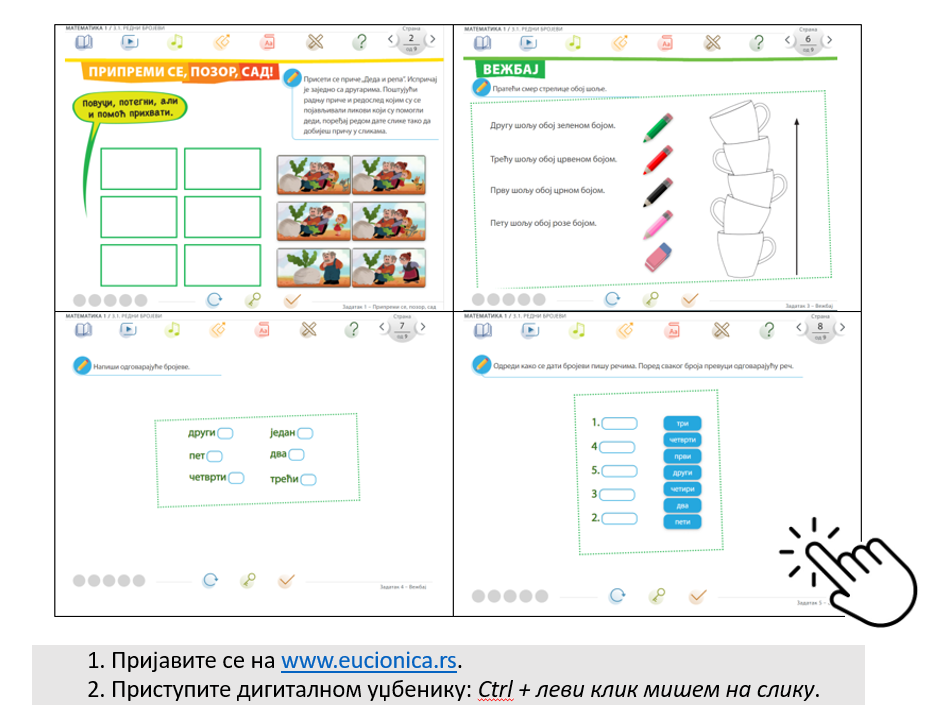 МАТЕМАТИКА 1 / 3.1. РЕДНИ БРОЈЕВИ
Страна
2
од 9
ПРИПРЕМИ СЕ, ПОЗОР, САД!
Присети се приче „Деда и репа“. Испричај
је заједно са другарима. Поштујући
радњу приче и редослед којим су се
појављивали ликови који су помогли
деди, поређај редом дате слике тако да
добијеш причу у сликама.
Повуци, потегни, али
и помоћ прихвати.
Задатак 1 – Припреми се, позор, сад
МАТЕМАТИКА 1 / 3.1. РЕДНИ БРОЈЕВИ
Страна
6
од 9
ВЕЖБАЈ
Пратећи смер стрелице обој шоље.
Другу шољу обој зеленом бојом.
Трећу шољу обој црвеном бојом.
Прву шољу обој црном бојом.
Пету шољу обој розе бојом.
Задатак 3 – Вежбај
МАТЕМАТИКА 1 / 3.1. РЕДНИ БРОЈЕВИ
Страна
7
од 9
Напиши одговарајуће бројеве.
други један
пет два
четврти трећи
Задатак 4 – Вежбај
МАТЕМАТИКА 1 / 3.1. РЕДНИ БРОЈЕВИ
Страна
8
од 9
Одреди како се дати бројеви пишу речима. Поред сваког броја превуци одговарајућу реч.
1. три
четврти
4 први
5. други
3 четири
2. два
пети
Задатак 5 –
1. Пријавите се на www.eucionica.rs.
2. Приступите дигиталном уџбенику: Ctrl + леви клик мишем на слику.